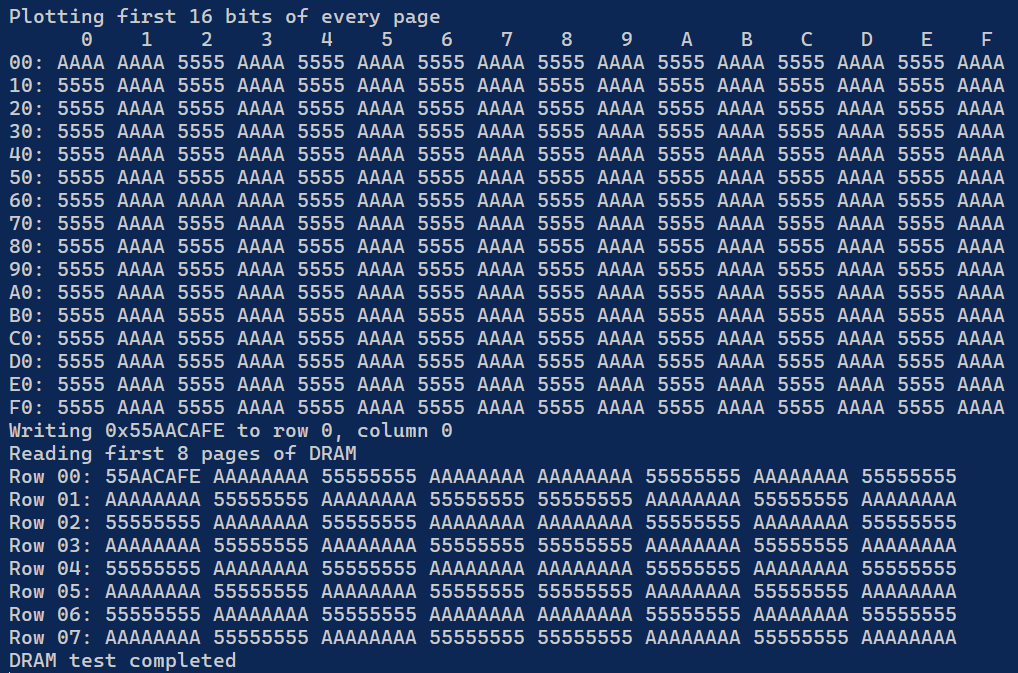 Plotting first 16 bits of every page
0 1 2 3 4 5 6 7 8 9 A B C D E F
00: AAAA AAAA 5555 AAAA 5555 AAAA 5555 AAAA 5555 AAAA 5555 AAAA 5555 AAAA 5555 AAAA
10: 5555 AAAA 5555 AAAA 5555 AAAA 5555 AAAA 5555 AAAA 5555 AAAA 5555 AAAA 5555 AAAA
20: 5555 AAAA 5555 AAAA 5555 AAAA 5555 AAAA 5555 AAAA 5555 AAAA 5555 AAAA 5555 AAAA
30: 5555 AAAA 5555 AAAA 5555 AAAA 5555 AAAA 5555 AAAA 5555 AAAA 5555 AAAA 5555 AAAA
40: 5555 AAAA 5555 AAAA 5555 AAAA 5555 AAAA 5555 AAAA 5555 AAAA 5555 AAAA 5555 AAAA
50: 5555 AAAA 5555 AAAA 5555 AAAA 5555 AAAA 5555 AAAA 5555 AAAA 5555 AAAA 5555 AAAA
60: 5555 AAAA AAAA AAAA 5555 AAAA 5555 AAAA 5555 AAAA 5555 AAAA 5555 AAAA 5555 AAAA
70: 5555 AAAA 5555 AAAA 5555 AAAA 5555 AAAA 5555 AAAA 5555 AAAA 5555 AAAA 5555 AAAA
80: 5555 AAAA 5555 AAAA 5555 AAAA 5555 AAAA 5555 AAAA 5555 AAAA 5555 AAAA 5555 AAAA
90: 5555 AAAA 5555 AAAA 5555 AAAA 5555 AAAA 5555 AAAA 5555 AAAA 5555 AAAA 5555 AAAA
A0: 5555 AAAA 5555 AAAA 5555 AAAA 5555 AAAA 5555 AAAA 5555 AAAA 5555 AAAA 5555 AAAA
B0: 5555 AAAA 5555 AAAA 5555 AAAA 5555 AAAA 5555 AAAA 5555 AAAA 5555 AAAA 5555 AAAA
C0: 5555 AAAA 5555 AAAA 5555 AAAA 5555 AAAA 5555 AAAA 5555 AAAA 5555 AAAA 5555 AAAA
D0: 5555 AAAA 5555 AAAA 5555 AAAA 5555 AAAA 5555 AAAA 5555 AAAA 5555 AAAA 5555 AAAA
E0: 5555 AAAA 5555 AAAA 5555 AAAA 5555 AAAA 5555 AAAA 5555 AAAA 5555 AAAA 5555 AAAA
F0: 5555 AAAA 5555 AAAA 5555 AAAA 5555 AAAA 5555 AAAA 5555 AAAA 5555 AAAA 5555 AAAA
Writing 0x55AACAFE to row 0, column 0
Reading first 8 pages of DRAM
Row 00: 55AACAFE AAAAAAAA 55555555 AAAAAAAA AAAAAAAA 55555555 AAAAAAAA 55555555
Row 01: AAAAAAAA 55555555 AAAAAAAA 55555555 55555555 AAAAAAAA 55555555 AAAAAAAA
Row 02: 55555555 AAAAAAAA 55555555 AAAAAAAA AAAAAAAA 55555555 AAAAAAAA 55555555
Row 03: AAAAAAAA 55555555 AAAAAAAA 55555555 55555555 AAAAAAAA 55555555 AAAAAAAA
Row 04: 55555555 AAAAAAAA 55555555 AAAAAAAA AAAAAAAA 55555555 AAAAAAAA 55555555
Row 05: AAAAAAAA 55555555 AAAAAAAA 55555555 55555555 AAAAAAAA 55555555 AAAAAAAA
Row 06: 55555555 AAAAAAAA 55555555 AAAAAAAA AAAAAAAA 55555555 AAAAAAAA 55555555
Row 07: AAAAAAAA 55555555 AAAAAAAA 55555555 55555555 AAAAAAAA 55555555 AAAAAAAA
DRAM test completed